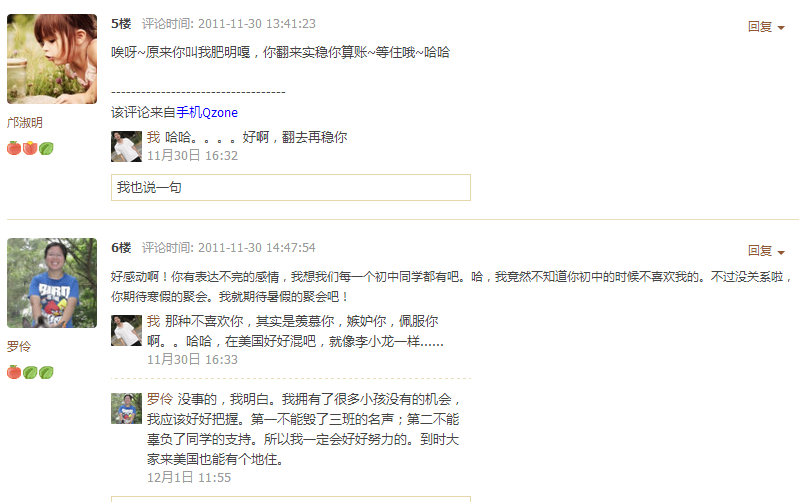 5楼 评论时间: 2011-11-30 13:41:23
回复
唉呀~原来你叫我肥明嘎，你翻来实稳你算账~等住哦~哈哈
-----------------------------------
该评论来自手机Qzone
邝淑明
我 哈哈。。。。好啊，翻去再稳你
11月30日 16:32
我也说一句
6楼 评论时间: 2011-11-30 14:47:54
回复
好感动啊！你有表达不完的感情，我想我们每一个初中同学都有吧。哈，我竟然不知道你初中的时候不喜欢我的。不过没关系啦，
你期待寒假的聚会。我就期待暑假的聚会吧！
罗伶
我 那种不喜欢你，其实是羡慕你，嫉妒你，佩服你
啊。。哈哈，在美国好好混吧，就像李小龙一样......
11月30日 16:33
罗伶 没事的，我明白。我拥有了很多小孩没有的机会，
我应该好好把握。第一不能毁了三班的名声；第二不能
辜负了同学的支持。所以我一定会好好努力的。到时大
家来美国也能有个地住。
12月1日 11:55